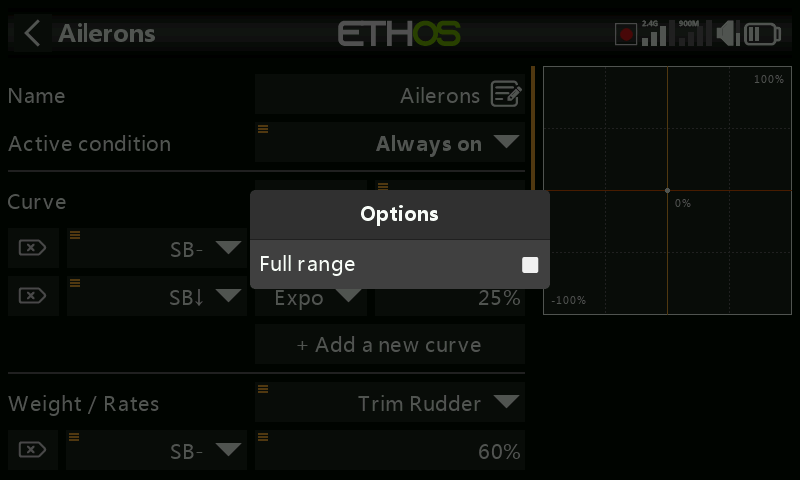 Ailerons
ETHOS
2.4G
900M
Name
Ailerons
Active condition
Always on
100%
Curve
Options
0%
SB-
Full range
SB↓
Expo
25%
-100%
+ Add a new curve
Weight / Rates
Trim Rudder
SB-
60%